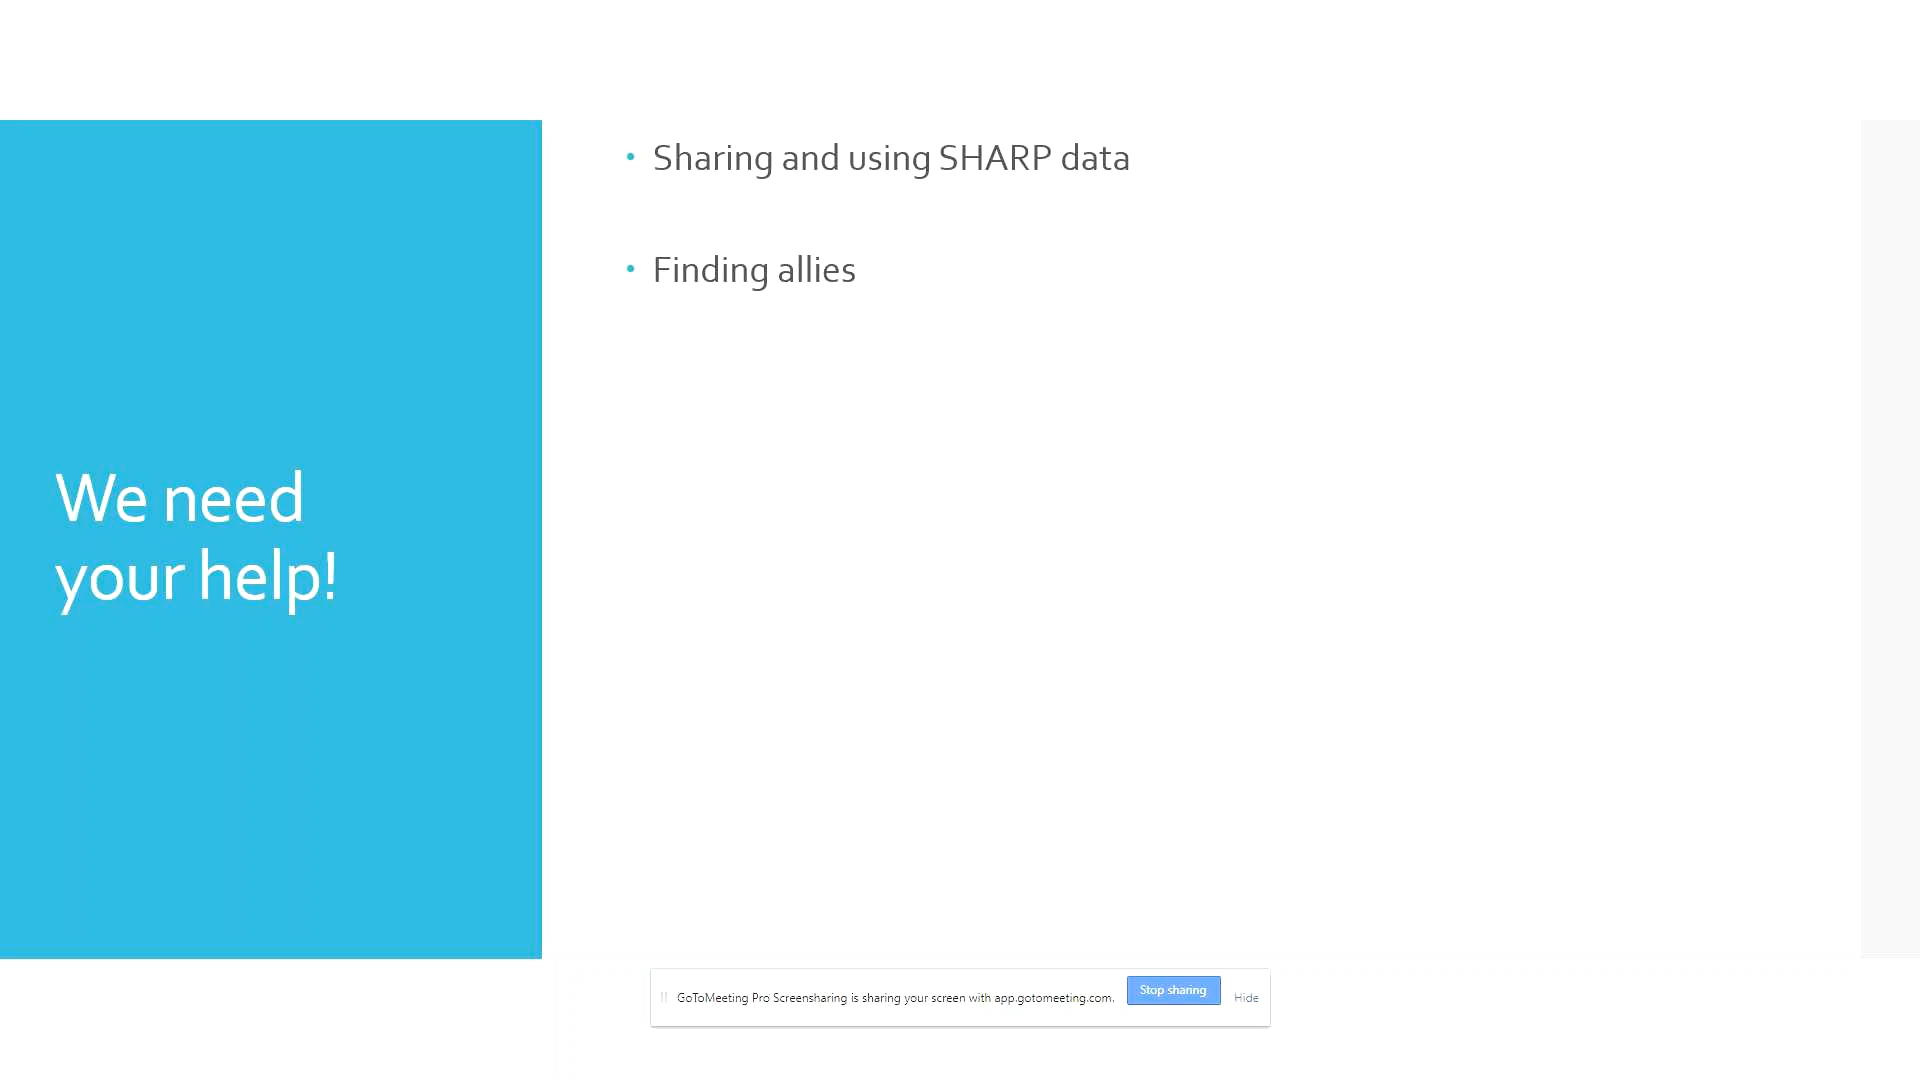 We need
your help!
• Sharing and using SHARP data
• Finding allies
GoToMeeting Pro Screensharing is sharing your screen with app.gotomeeting.com. Stop sharing Hide